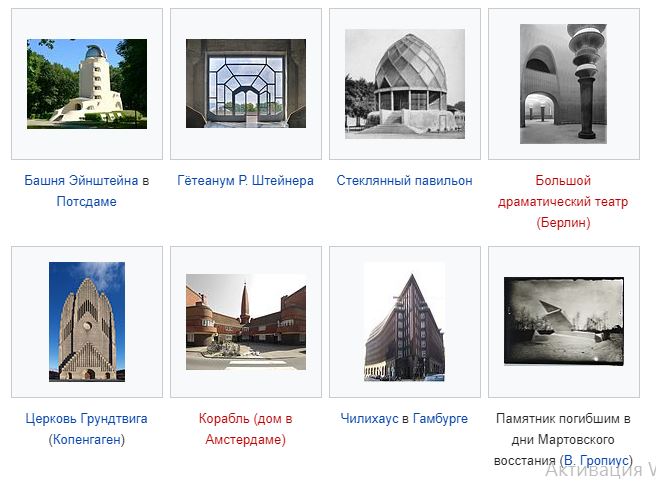 Башня Эйнштейна в
Потсдаме
Гётеанум Р. Штейнера
Стеклянный павильон
Большой
драматический театр
(Берлин)
Церковь Грундтвига
(Копенгаген)
Корабль (дом в
Амстердаме)
Чилихаус в Гамбурге
Памятник погибшим в
дни Мартовского
восстания (В. Гропиус)
Активация W